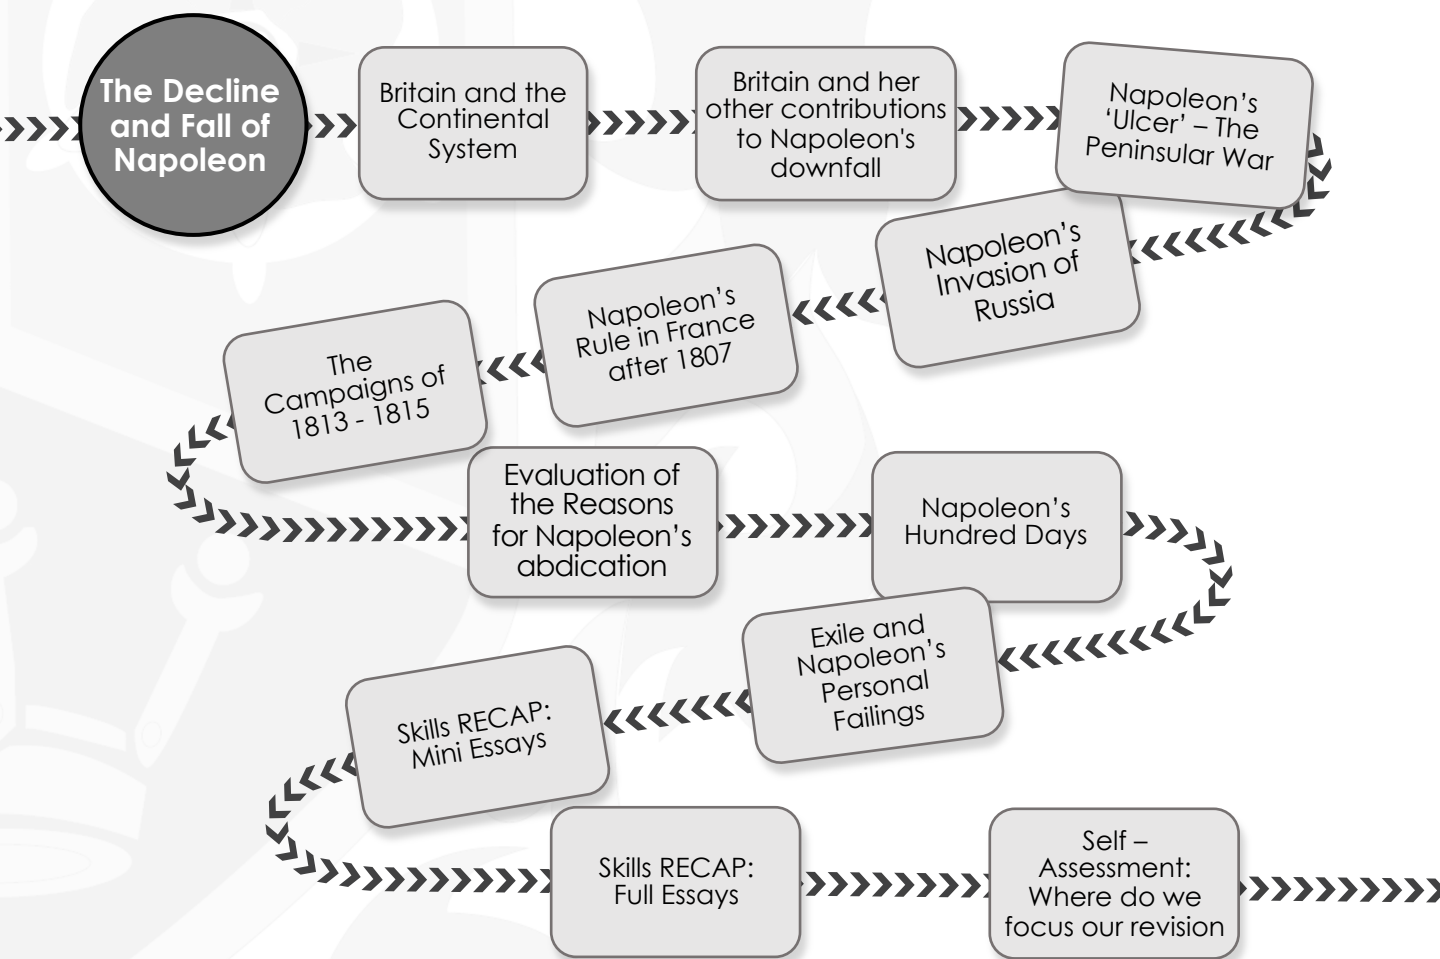 The Decline
and Fall of
Napoleon
Britain and the
Continental
System
Britain and her
other contributions
to Napoleon's
downfall
Napoleon’s
‘Ulcer’ – The
Peninsular War
Napoleon’s
Invasion of
Russia
Napoleon’s
Rule in France
after 1807
The
Campaigns of
1813 - 1815
Evaluation of
the Reasons
for Napoleon’s
abdication
Napoleon’s
Hundred Days
Exile and
Napoleon’s
Personal
Failings
Skills RECAP:
Mini Essays
Skills RECAP:
Full Essays
Self –
Assessment:
Where do we
focus our revision